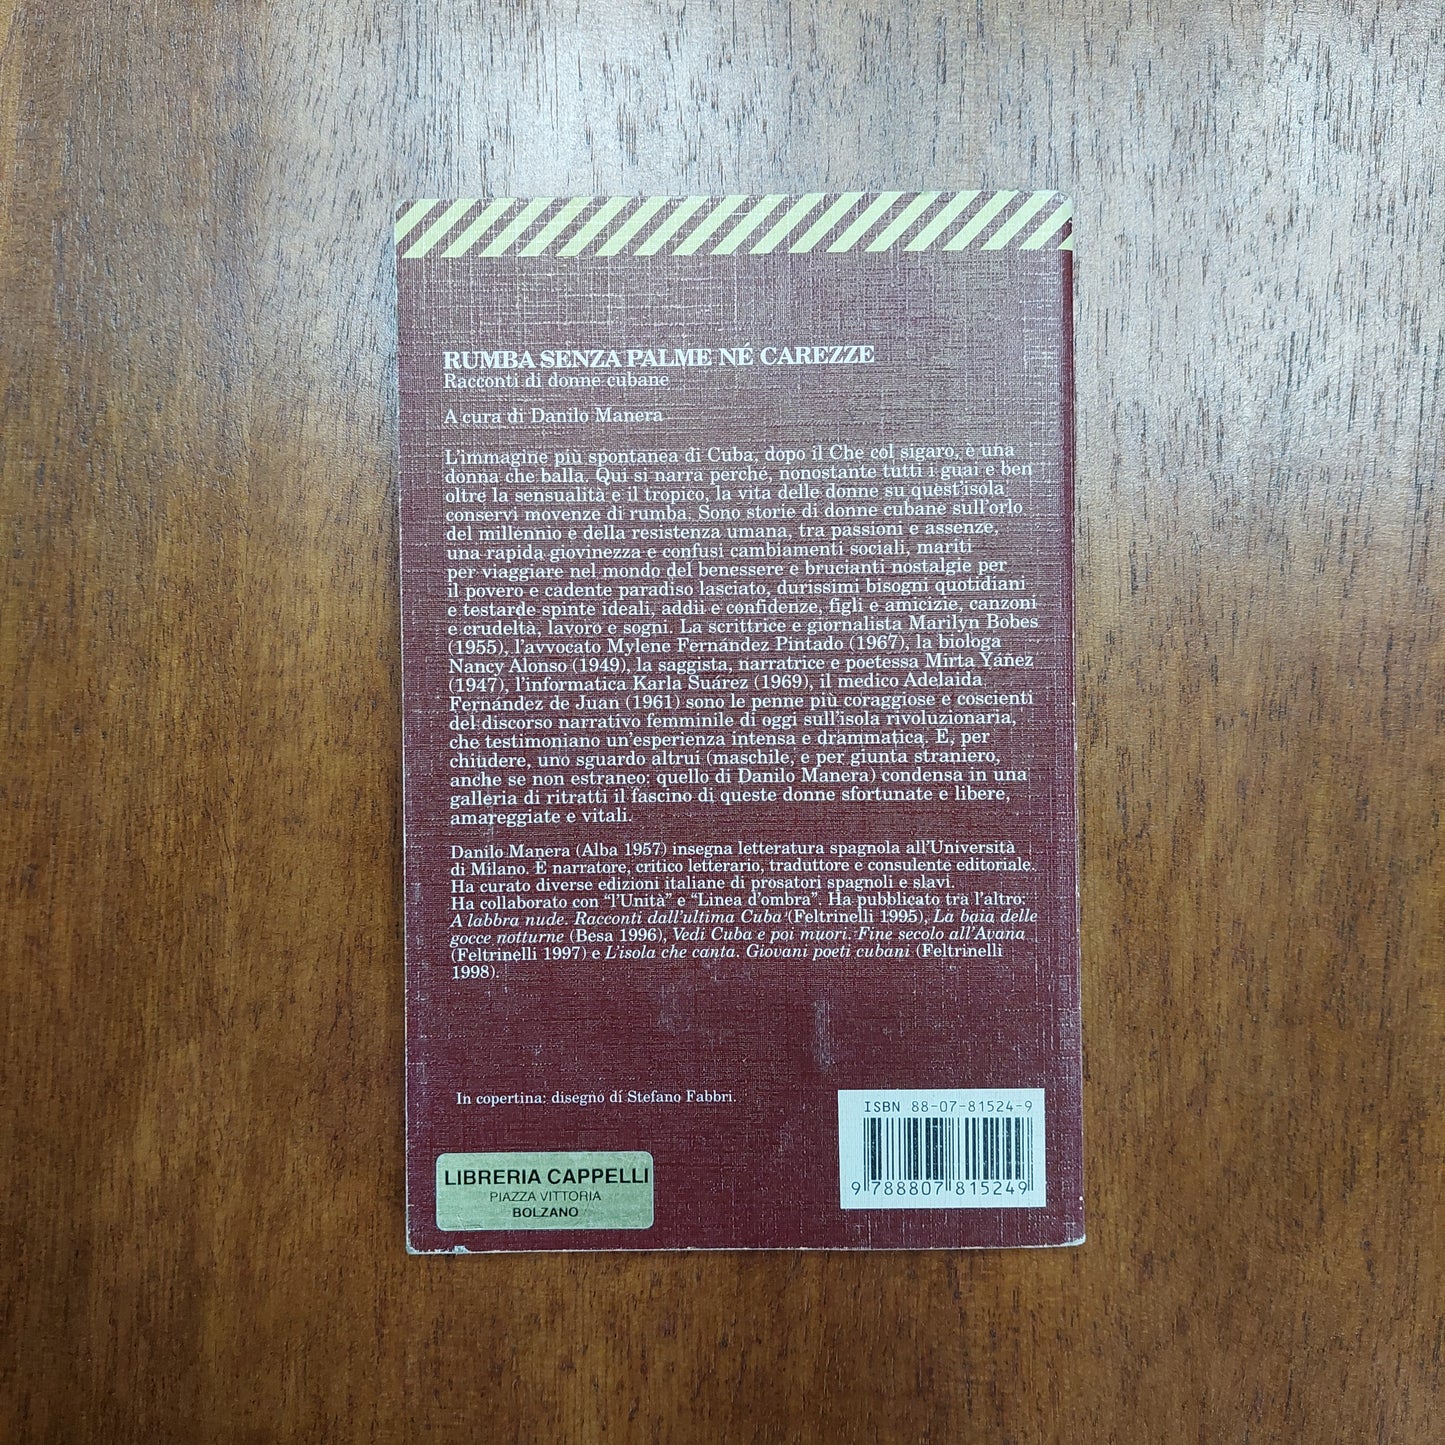 RUMBA SENZA PALME NÉ CAREZZE
Racconti di donne cubane
A cura di Danilo Manera
L'immagine più spontanea di Cuba, dopo il Che col sigaro, è una
donna che balla. Qui si narra perché, nonostante tutti i guai e ben
oltre la sensualità e il tropico, la vita delle donne su quest'isola
conservi movenze di rumba. Sono storie di donne cubane sull'orlo
del millennio e della resistenza umana, tra passioni e assenze,
una rapida giovinezza e confusi cambiamenti sociali, mariti
per viaggiare nel mondo del benessere e brucianti nostalgie per
il povero e cadente paradiso lasciato, durissimi bisogni quotidiani
e testarde spinte ideali, addii e confidenze, figli e amicizie, canzoni
e crudeltà, lavoro e sogni. La scrittrice e giornalista Marilyn Bobes
(1955), l'avvocato Mylene Fernández Pintado (1967), la biologa
Nancy Alonso (1949), la saggista, narratrice e poetessa Mirta Yáñez
(1947), l'informatica Karla Suárez (1969), il medico Adelaida
Fernández de Juan (1961) sono le penne più coraggiose e coscienti
del discorso narrativo femminile di oggi sull'isola rivoluzionaria,
che testimoniano un'esperienza intensa e drammatica. E, per
chiudere, uno sguardo altrui (maschile, e per giunta straniero,
anche se non estraneo: quello di Danilo Manera) condensa in una
galleria di ritratti il fascino di queste donne sfortunate e libere,
amareggiate e vitali.
Danilo Manera (Alba 1957) insegna letteratura spagnola all'Università
di Milano. È narratore, critico letterario, traduttore e consulente editoriale.
Ha curato diverse edizioni italiane di prosatori spagnoli e slavi.
Ha collaborato con "l'Unità" e "Linea d'ombra". Ha pubblicato tra l'altro:
A labbra nude. Racconti dall'ultima Cuba (Feltrinelli 1995), La baia delle
gocce notturne (Besa 1996), Vedi Cuba e poi muori. Fine secolo all'Avana
(Feltrinelli 1997) e L'isola che canta. Giovani poeti cubani (Feltrinelli
1998).
In copertina: disegno di Stefano Fabbri.
ISBN 88-07-81524-9
9 788807 815249
LIBRERIA CAPPELLI
PIAZZA VITTORIA
BOLZANO